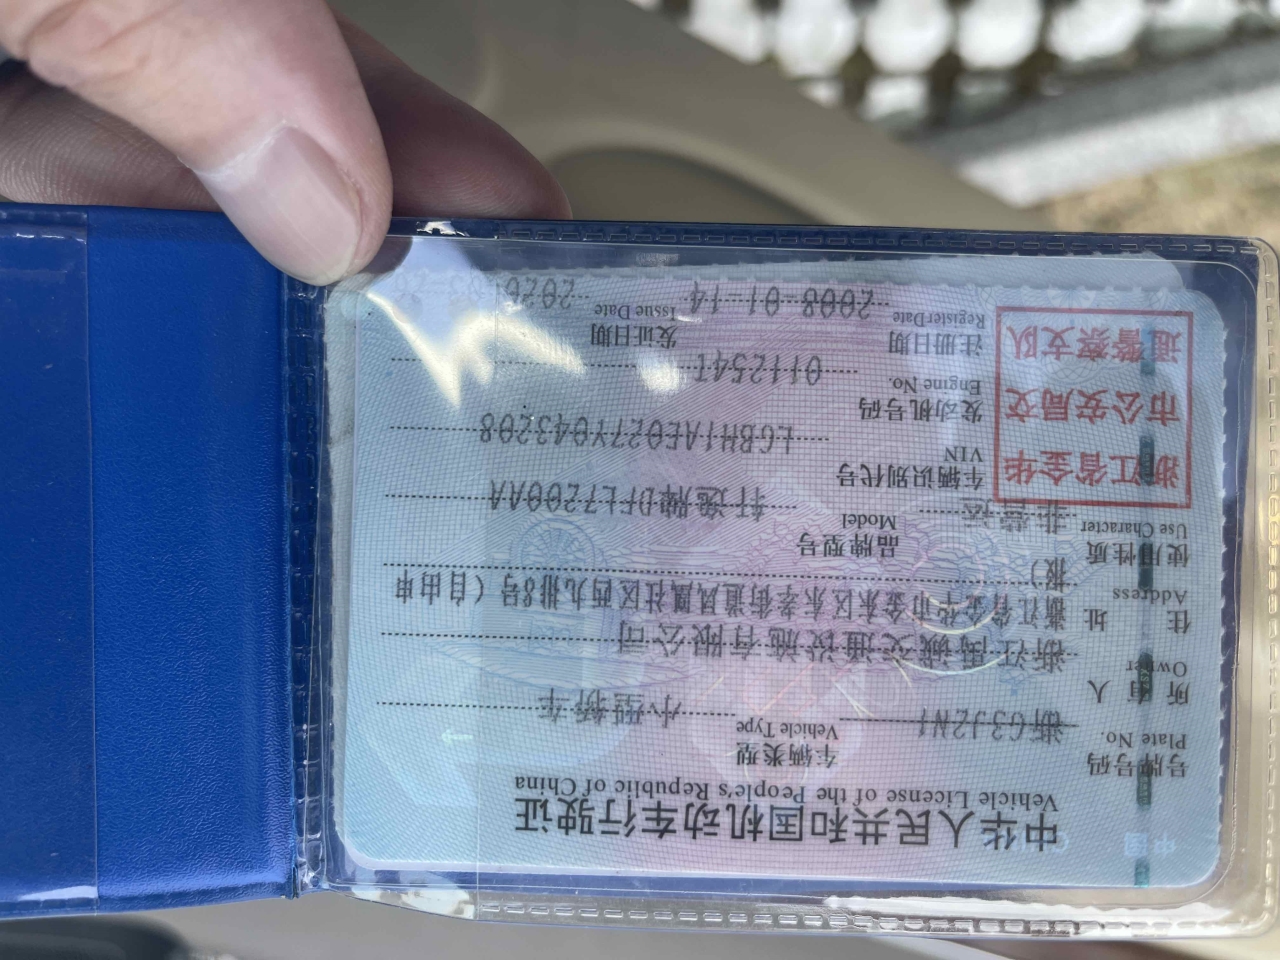 中华人民共和国机动车行驶证
Vehicle License of the People's Republic of China
号牌号码 浙G3J2N1 车辆类型 小型轿车
Plate No. Vehicle Type
所有人 浙江禹诚交通设施有限公司
Owner
住址 浙江省金华市金东区东孝街道凤凰社区西九井8号（自由申
Address 报）
使用性质 非营运 品牌型号 轩逸牌DFL7200AA
Use Character Model
浙江省金华
市公安局交
通警察支队
车辆识别代号 LGBH1AE027Y043208
VIN
发动机号码 011254T
Engine No.
注册日期 2008-01-14 发证日期
Register Date Issue Date